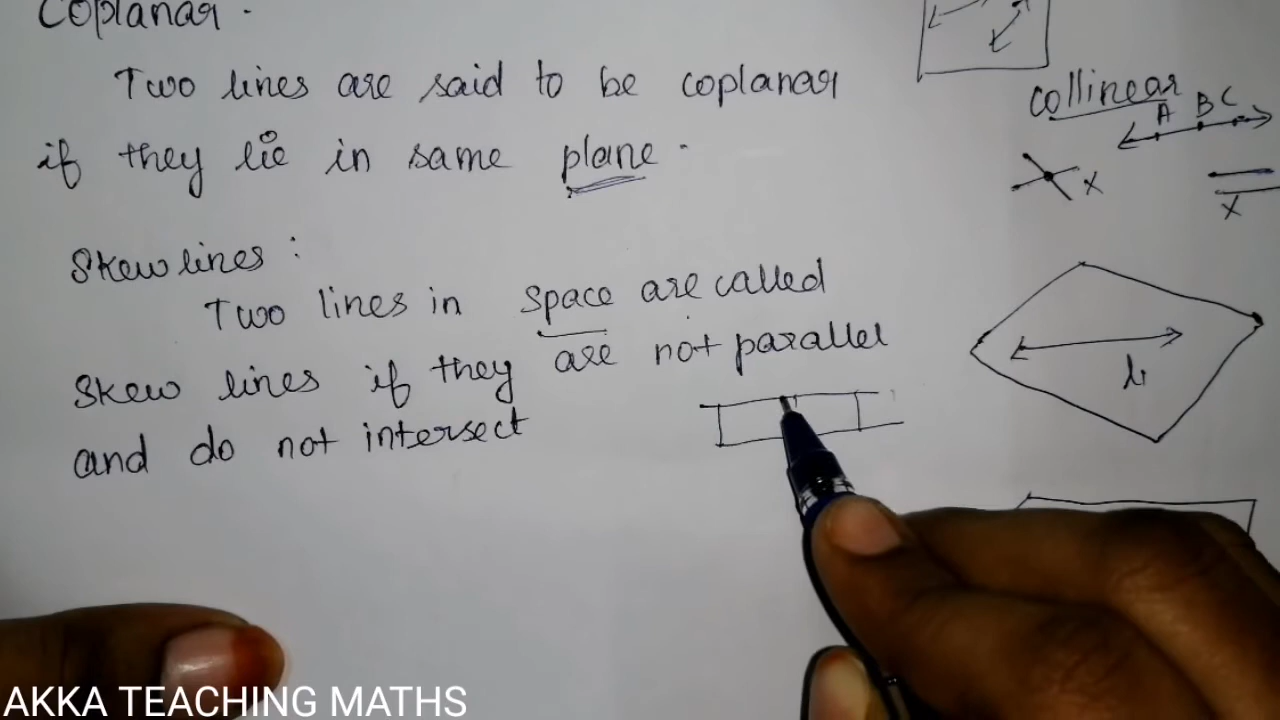 Coplanar.
Two lines are said to be coplanar
if they lie in same plane.
Skew lines:
Two lines in space are called
skew lines if they are not parallel
and do not intersect
collinear
A B C
X
X
l1
AKKA TEACHING MATHS